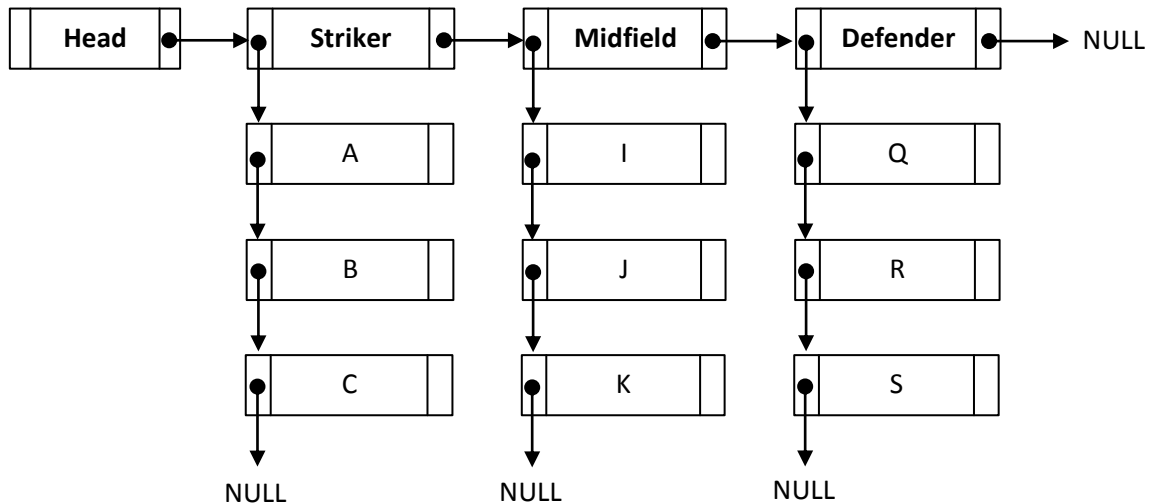 Head Striker Midfield Defender NULL
A I Q
B J R
C K S
NULL NULL NULL